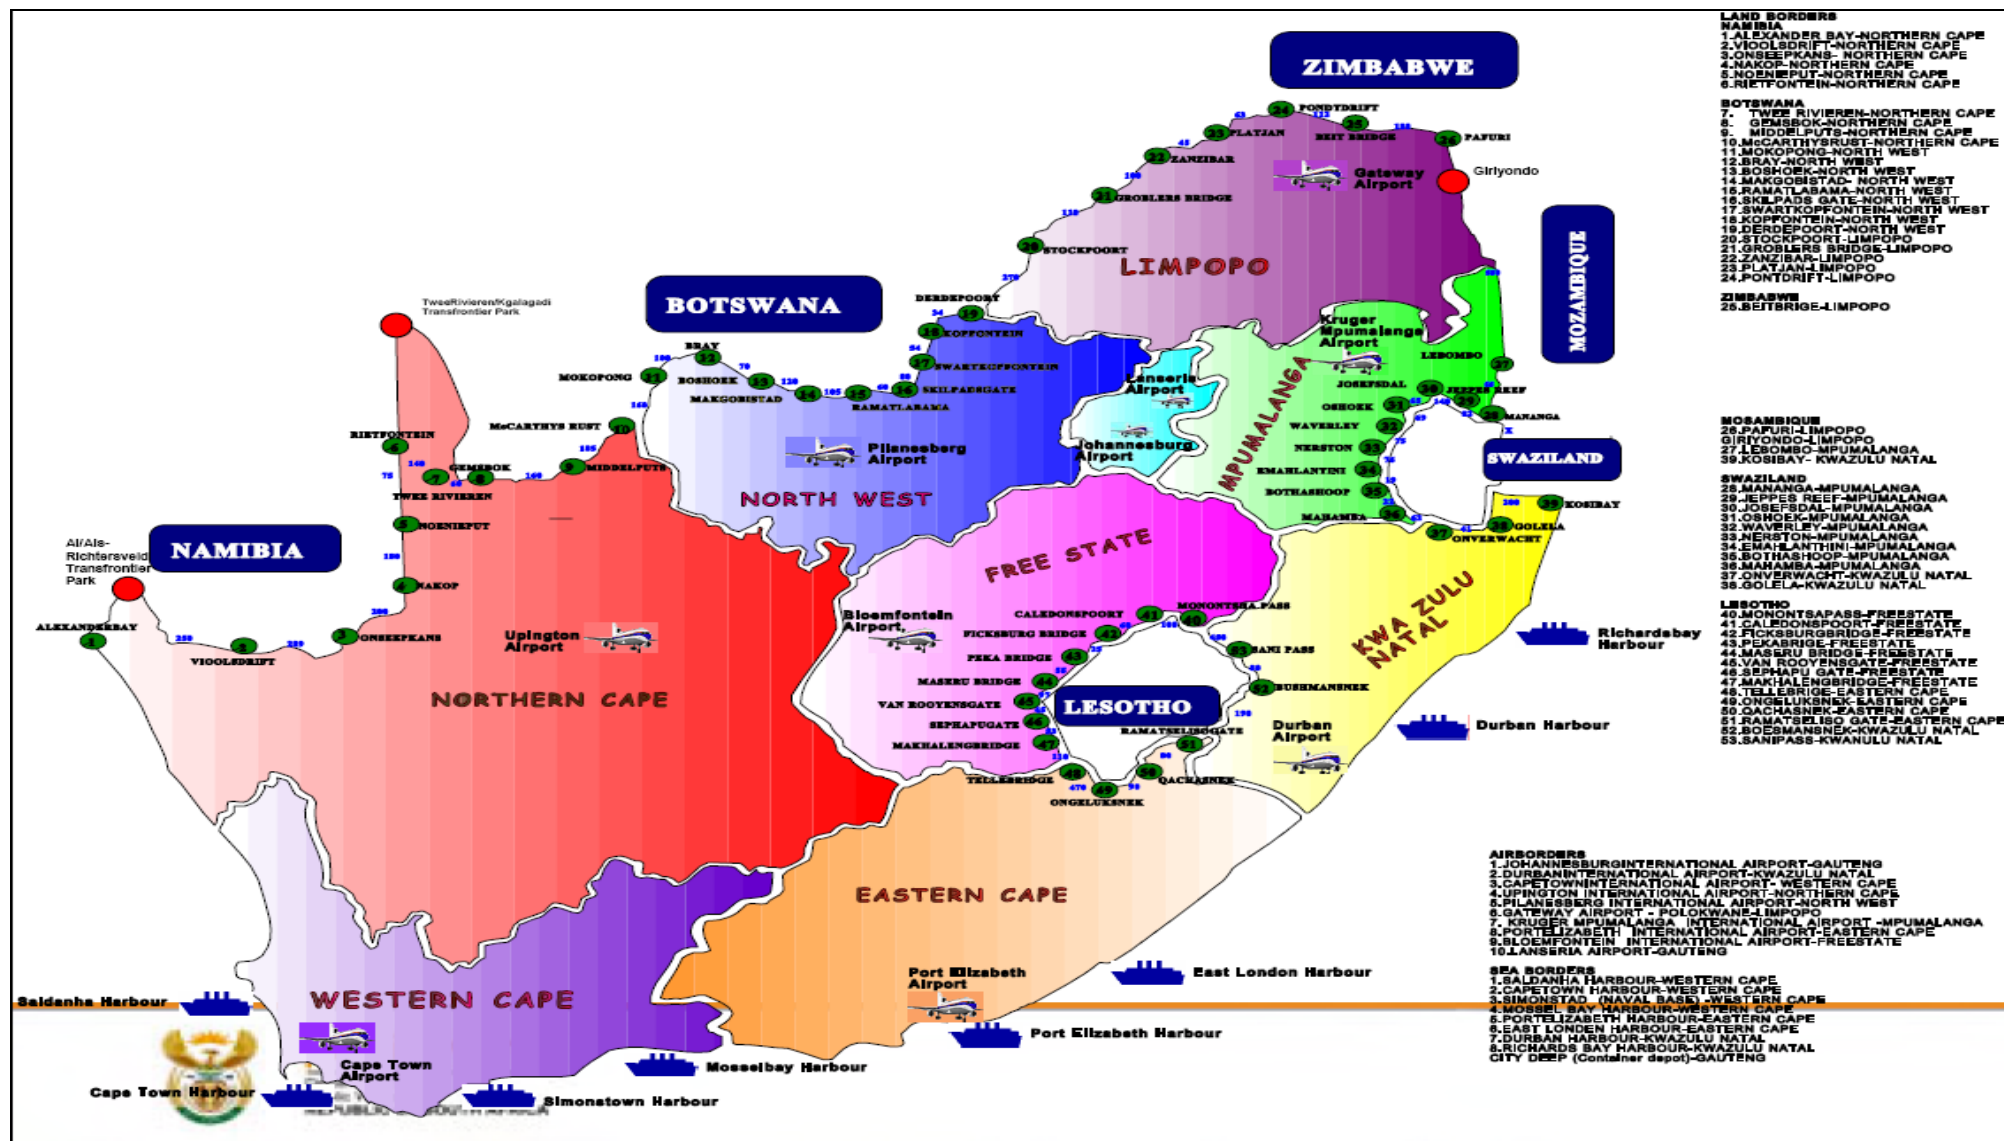 ZIMBABWE
PONDTDRIFT
BEIT BRIDGE
PAFURI
PLATJAN
ZANZIBAR
GROBLERS BRIDGE
Gateway
Airport
Giriyondo
STOCKPOORT
LIMPOPO
MOZAMBIQUE
BOTSWANA
DERDEPOORT
KOPFONTEIN
SWARTKOPFONTEIN
SKILPADSGATE
RAMATLABAMA
MAKGOBISTAD
BOSHOEK
BRAY
MOKOPONG
McCARTHYS RUST
MIDDELPUTS
GEMSBOK
TWEE RIVIEREN
RIETFONTEIN
TweeRivieren/Kgalagadi
Transfrontier Park
NOENIEPUT
NAKOP
ONSEEPKANS
VIOOLSDRIFT
ALEXANDERBAY
Ai/Ais-
Richtersveld
Transfrontier
Park
NAMIBIA
Pilanesberg
Airport
NORTH WEST
Lanseria
Airport
Johannesburg
Airport
Kruger
Mpumalanga
Airport
MPUMALANGA
LEBOMBO
JOSEFSDAL
JEPPES REEF
MANANGA
OSHOEK
WAVERLEY
NERSTON
EMAHLANTINI
BOTHASHOOP
MAHAMBA
SWAZILAND
ONVERWACHT
GOLELA
KOSIBAY
FREE STATE
KWA ZULU
NATAL
Upington
Airport
NORTHERN CAPE
Bloemfontein
Airport.
CALEDONSPOORT
MONONTSHA PASS
FICKSBURG BRIDGE
PEKA BRIDGE
MASERU BRIDGE
VAN ROOYENSGATE
SEPHAPUGATE
MAKHALENGBRIDGE
TELLEBRIDGE
ONGELUKSNEK
QACHASNEK
RAMATSELISOGATE
BUSHMANSNEK
SANI PASS
LESOTHO
Durban
Airport
Richardsbay
Harbour
Durban Harbour
EASTERN CAPE
Port Elizabeth
Airport
East London Harbour
Port Elizabeth Harbour
Mosselbay Harbour
Simonstown Harbour
WESTERN CAPE
Cape Town
Airport
Saldanha Harbour
Cape Town Harbour
LAND BORDERS
NAMIBIA
1.ALEXANDER BAY-NORTHERN CAPE
2.VIOOLSDRIFT-NORTHERN CAPE
3.ONSEEPKANS- NORTHERN CAPE
4.NAKOP-NORTHERN CAPE
5.NOENIEPUT-NORTHERN CAPE
6.RIETFONTEIN-NORTHERN CAPE
BOTSWANA
7. TWEE RIVIEREN-NORTHERN CAPE
8. GEMSBOK-NORTHERN CAPE
9. MIDDELPUTS-NORTHERN CAPE
10.McCARTHYSRUST-NORTHERN CAPE
11.MOKOPONG-NORTH WEST
12.BRAY-NORTH WEST
13.BOSHOEK-NORTH WEST
14.MAKGOBISTAD- NORTH WEST
15.RAMATLABAMA-NORTH WEST
16.SKILPADS GATE-NORTH WEST
17.SWARTKOPFONTEIN-NORTH WEST
18.KOPFONTEIN-NORTH WEST
19.DERDEPOORT-NORTH WEST
20.STOCKPOORT-LIMPOPO
21.GROBLERS BRIDGE-LIMPOPO
22.ZANZIBAR-LIMPOPO
23.PLATJAN-LIMPOPO
24.PONTDRIFT-LIMPOPO
ZIMBABWE
25.BEITBRIGE-LIMPOPO
MOSAMBIQUE
26.PAFURI-LIMPOPO
GIRIYONDO-LIMPOPO
27.LEBOMBO-MPUMALANGA
39.KOSIBAY- KWAZULU NATAL
SWAZILAND
28.MANANGA-MPUMALANGA
29.JEPPES REEF-MPUMALANGA
30.JOSEFSDAL-MPUMALANGA
31.OSHOEK-MPUMALANGA
32.WAVERLEY-MPUMALANGA
33.NERSTON-MPUMALANGA
34.EMAHLANTHINI-MPUMALANGA
35.BOTHASHOOP-MPUMALANGA
36.MAHAMBA-MPUMALANGA
37.ONVERWACHT-KWAZULU NATAL
38.GOLELA-KWAZULU NATAL
LESOTHO
40.MONONTSAPASS-FREESTATE
41.CALEDONSPOORT-FREESTATE
42.FICKSBURGBRIDGE-FREESTATE
43.PEKABRIGE-FREESTATE
44.MASERU BRIDGE-FREESTATE
45.VAN ROOYENSGATE-FREESTATE
46.SEPHAPU GATE-FREESTATE
47.MAKHALENGBRIDGE-FREESTATE
48.TELLEBRIGE-EASTERN CAPE
49.ONGELUKSNEK-EASTERN CAPE
50.QACHASNEK-EASTERN CAPE
51.RAMATSELISO GATE-EASTERN CAPE
52.BOESMANSNEK-KWAZULU NATAL
53.SANIPASS-KWANULU NATAL
AIRBORDERS
1.JOHANNESBURGINTERNATIONAL AIRPORT-GAUTENG
2.DURBANINTERNATIONAL AIRPORT-KWAZULU NATAL
3.CAPETOWNINTERNATIONAL AIRPORT- WESTERN CAPE
4.UPINGTON INTERNATIONAL AIRPORT-NORTHERN CAPE
5.PILANESBERG INTERNATIONAL AIRPORT-NORTH WEST
6.GATEWAY AIRPORT - POLOKWANE-LIMPOPO
7. KRUGER MPUMALANGA INTERNATIONAL AIRPORT -MPUMALANGA
8.PORTELIZABETH INTERNATIONAL AIRPORT-EASTERN CAPE
9.BLOEMFONTEIN INTERNATIONAL AIRPORT-FREESTATE
10.LANSERIA AIRPORT-GAUTENG
SEA BORDERS
1.SALDANHA HARBOUR-WESTERN CAPE
2.CAPETOWN HARBOUR-WESTERN CAPE
3.SIMONSTAD (NAVAL BASE) -WESTERN CAPE
4.MOSSEL BAY HARBOUR-WESTERN CAPE
5.PORTELIZABETH HARBOUR-EASTERN CAPE
6.EAST LONDEN HARBOUR-EASTERN CAPE
7.DURBAN HARBOUR-KWAZULU NATAL
8.RICHARDS BAY HARBOUR-KWAZULU NATAL
CITY DEEP (Container depot)-GAUTENG